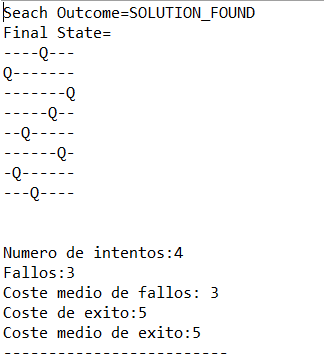 Seach Outcome=SOLUTION_FOUND
Final State=
----Q---
Q-------
-------Q
-----Q--
--Q-----
------Q-
-Q------
---Q----
Numero de intentos:4
Fallos:3
Coste medio de fallos: 3
Coste de exito:5
Coste medio de exito:5
-------------------------